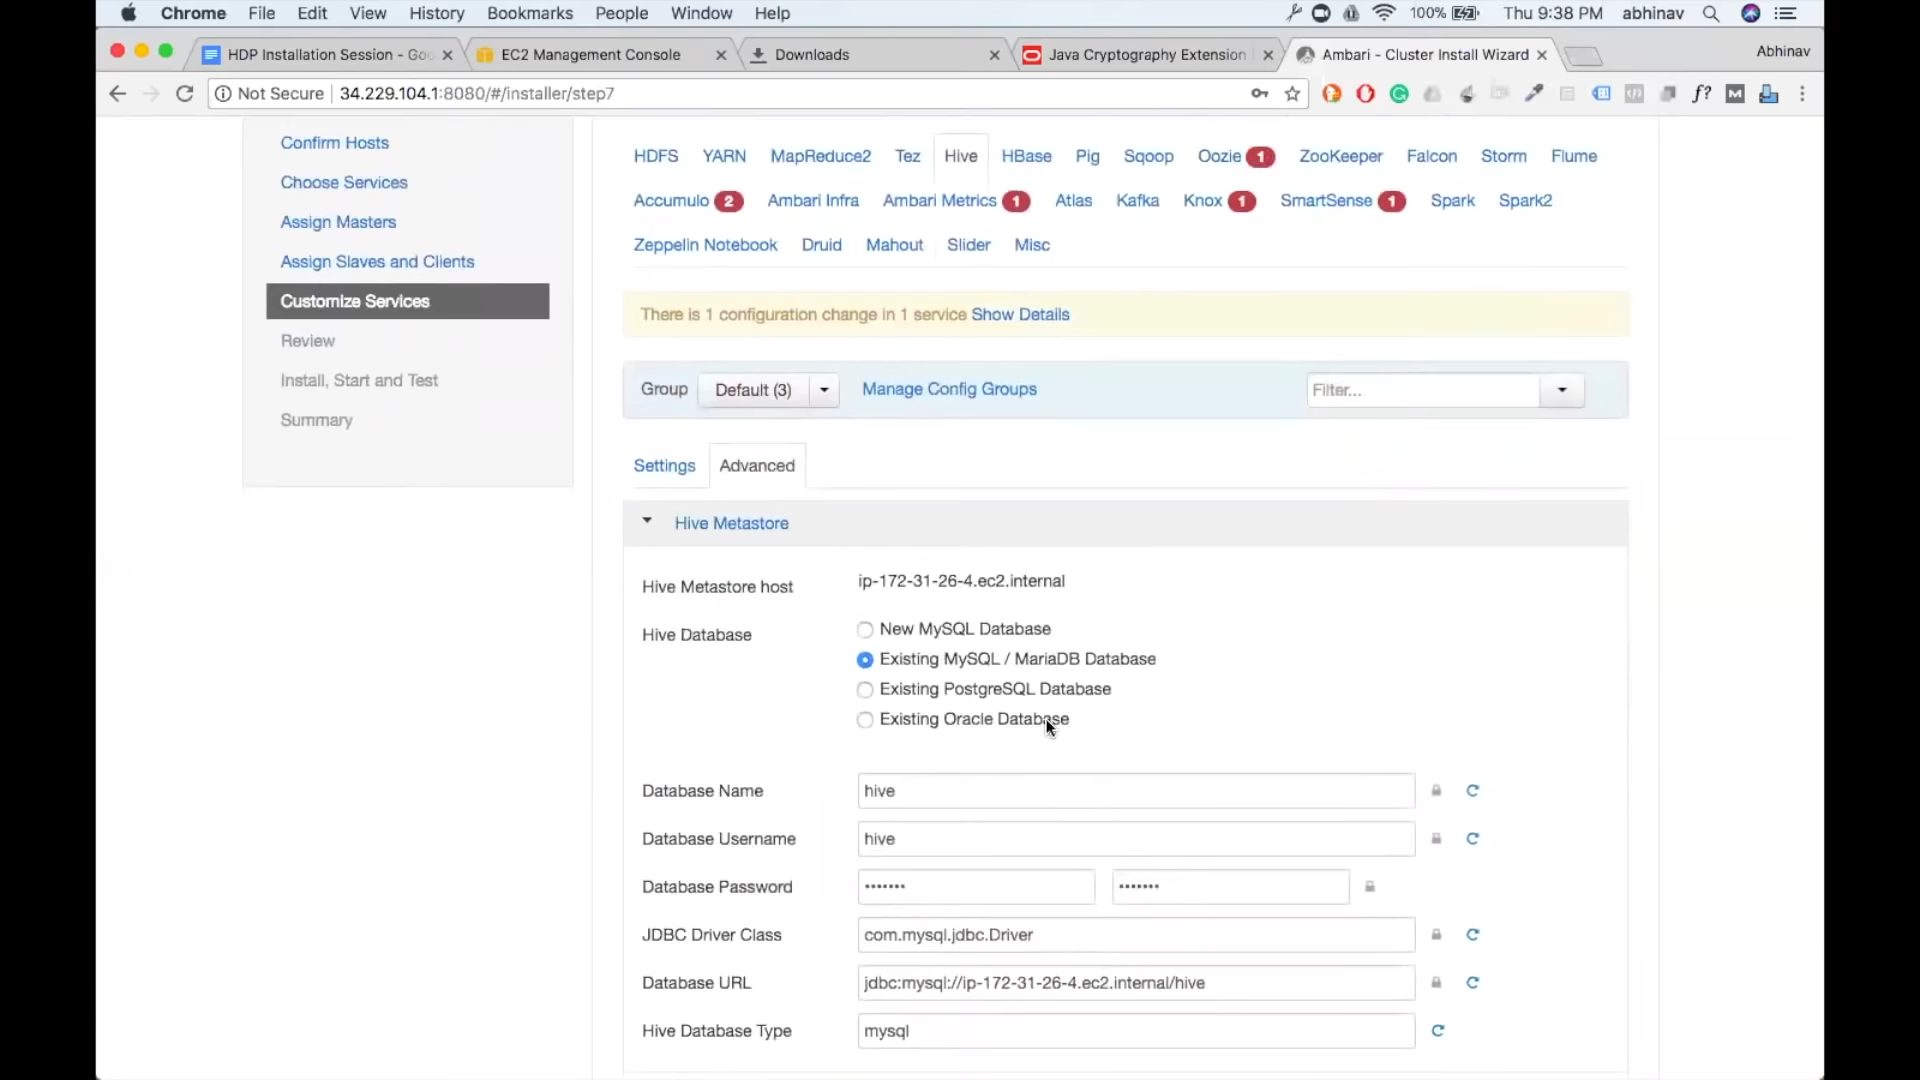 Chrome File Edit View History Bookmarks People Window Help 100% Thu 9:38 PM abhinav
HDP Installation Session - Goo EC2 Management Console Downloads Java Cryptography Extension Ambari - Cluster Install Wizard Abhinav
Not Secure 34.229.104.1:8080/#/installer/step7 f? M
Confirm Hosts
Choose Services
Assign Masters
Assign Slaves and Clients
Customize Services
Review
Install, Start and Test
Summary
HDFS YARN MapReduce2 Tez Hive HBase Pig Sqoop Oozie 1 ZooKeeper Falcon Storm Flume
Accumulo 2 Ambari Infra Ambari Metrics 1 Atlas Kafka Knox 1 SmartSense 1 Spark Spark2
Zeppelin Notebook Druid Mahout Slider Misc
There is 1 configuration change in 1 service Show Details
Group Default (3) Manage Config Groups Filter...
Settings Advanced
Hive Metastore
Hive Metastore host ip-172-31-26-4.ec2.internal
Hive Database New MySQL Database
Existing MySQL / MariaDB Database
Existing PostgreSQL Database
Existing Oracle Database
Database Name hive
Database Username hive
Database Password ••••••• •••••••
JDBC Driver Class com.mysql.jdbc.Driver
Database URL jdbc:mysql://ip-172-31-26-4.ec2.internal/hive
Hive Database Type mysql